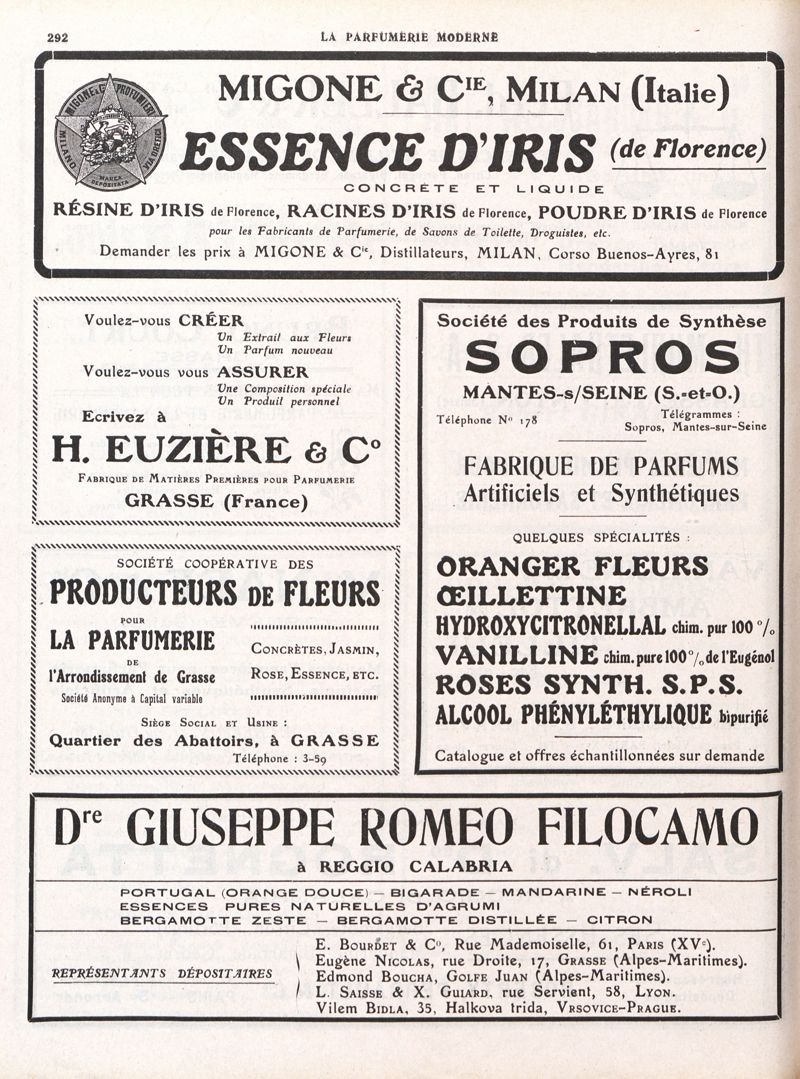 292
LA PARFUMERIE MODERNE
MIGONE & CIE, MILAN (Italie)
MIGONE & C. PROFUMIERI
MILANO
VIA OREFICI
MARCA
DEPOSITATA
ESSENCE D'IRIS (de Florence)
CONCRÈTE ET LIQUIDE
RÉSINE D'IRIS de Florence, RACINES D'IRIS de Florence, POUDRE D'IRIS de Florence
pour les Fabricants de Parfumerie, de Savons de Toilette, Droguistes, etc.
Demander les prix à MIGONE & Cie, Distillateurs, MILAN, Corso Buenos-Ayres, 81
Voulez-vous CRÉER
Un Extrait aux Fleurs
Un Parfum nouveau
Voulez-vous vous ASSURER
Une Composition spéciale
Un Produit personnel
Ecrivez à
H. EUZIÈRE & Co
FABRIQUE DE MATIÈRES PREMIÈRES POUR PARFUMERIE
GRASSE (France)
SOCIÉTÉ COOPÉRATIVE DES
PRODUCTEURS DE FLEURS
POUR
LA PARFUMERIE
DE
l'Arrondissement de Grasse
Société Anonyme à Capital variable
CONCRÈTES, JASMIN,
ROSE, ESSENCE, ETC.
SIÈGE SOCIAL ET USINE :
Quartier des Abattoirs, à GRASSE
Téléphone : 3-59
Société des Produits de Synthèse
SOPROS
MANTES-s/SEINE (S.=et=O.)
Téléphone No 178
Télégrammes :
Sopros, Mantes-sur-Seine
FABRIQUE DE PARFUMS
Artificiels et Synthétiques
QUELQUES SPÉCIALITÉS :
ORANGER FLEURS
ŒILLETTINE
HYDROXYCITRONELLAL chim. pur 100 %
VANILLINE chim. pure 100 % de l'Eugénol
ROSES SYNTH. S.P.S.
ALCOOL PHÉNYLÉTHYLIQUE bipurifié
Catalogue et offres échantillonnées sur demande
Dre GIUSEPPE ROMEO FILOCAMO
à REGGIO CALABRIA
PORTUGAL (ORANGE DOUCE) — BIGARADE — MANDARINE — NÉROLI
ESSENCES PURES NATURELLES D'AGRUMI
BERGAMOTTE ZESTE — BERGAMOTTE DISTILLÉE — CITRON
REPRÉSENTANTS DÉPOSITAIRES
E. BOURDET & Co, Rue Mademoiselle, 61, PARIS (XVe).
Eugène NICOLAS, rue Droite, 17, GRASSE (Alpes-Maritimes).
Edmond BOUCHA, GOLFE JUAN (Alpes-Maritimes).
L. SAISSE & X. GUIARD, rue Servient, 58, LYON.
Vilem BIDLA, 35, Halkova trida, VRSOVICE-PRAGUE.